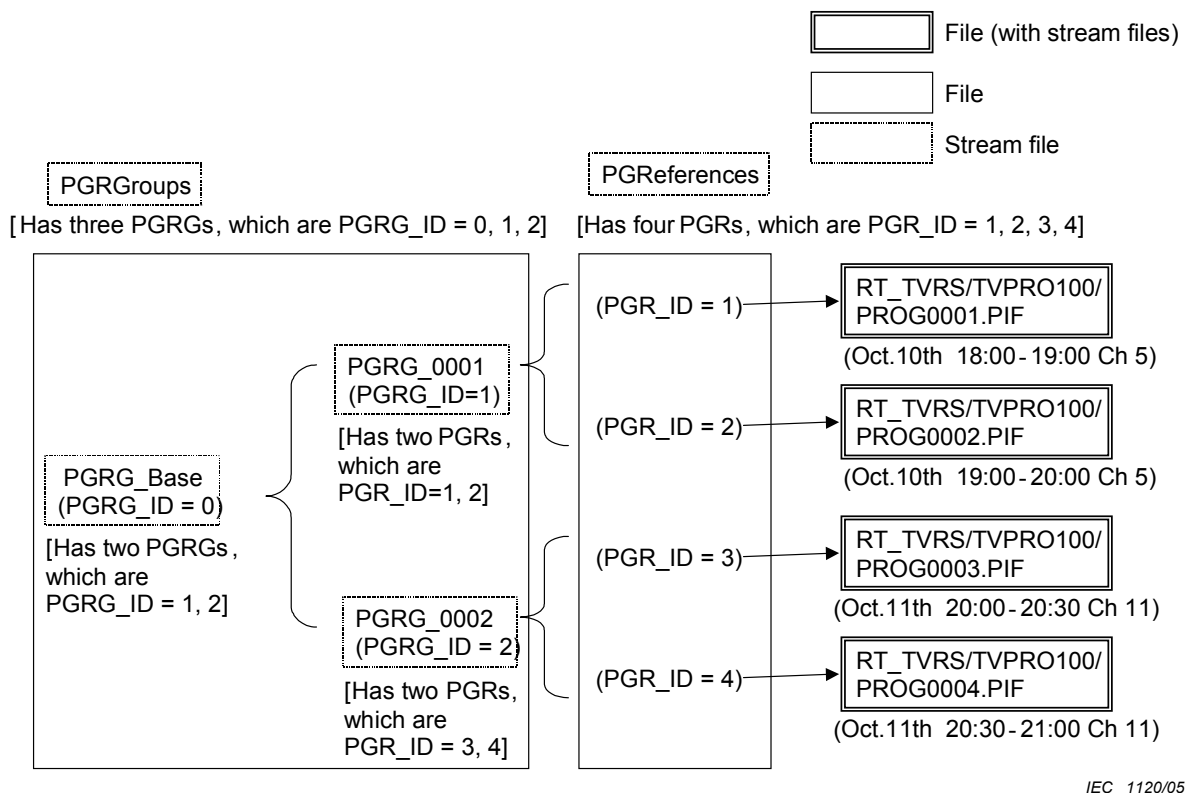 File (with stream files)
File
Stream file
PGRGroups
PGReferences
[Has three PGRGs, which are PGRG_ID = 0, 1, 2]
[Has four PGRs, which are PGR_ID = 1, 2, 3, 4]
PGRG_Base
(PGRG_ID = 0)
[Has two PGRGs,
which are
PGRG_ID = 1, 2]
PGRG_0001
(PGRG_ID=1)
[Has two PGRs,
which are
PGR_ID=1, 2]
PGRG_0002
(PGRG_ID = 2)
[Has two PGRs,
which are
PGR_ID = 3, 4]
(PGR_ID = 1)
(PGR_ID = 2)
(PGR_ID = 3)
(PGR_ID = 4)
RT_TVRS/TVPRO100/
PROG0001.PIF
(Oct.10th 18:00-19:00 Ch 5)
RT_TVRS/TVPRO100/
PROG0002.PIF
(Oct.10th 19:00-20:00 Ch 5)
RT_TVRS/TVPRO100/
PROG0003.PIF
(Oct.11th 20:00-20:30 Ch 11)
RT_TVRS/TVPRO100/
PROG0004.PIF
(Oct.11th 20:30-21:00 Ch 11)
IEC 1120/05